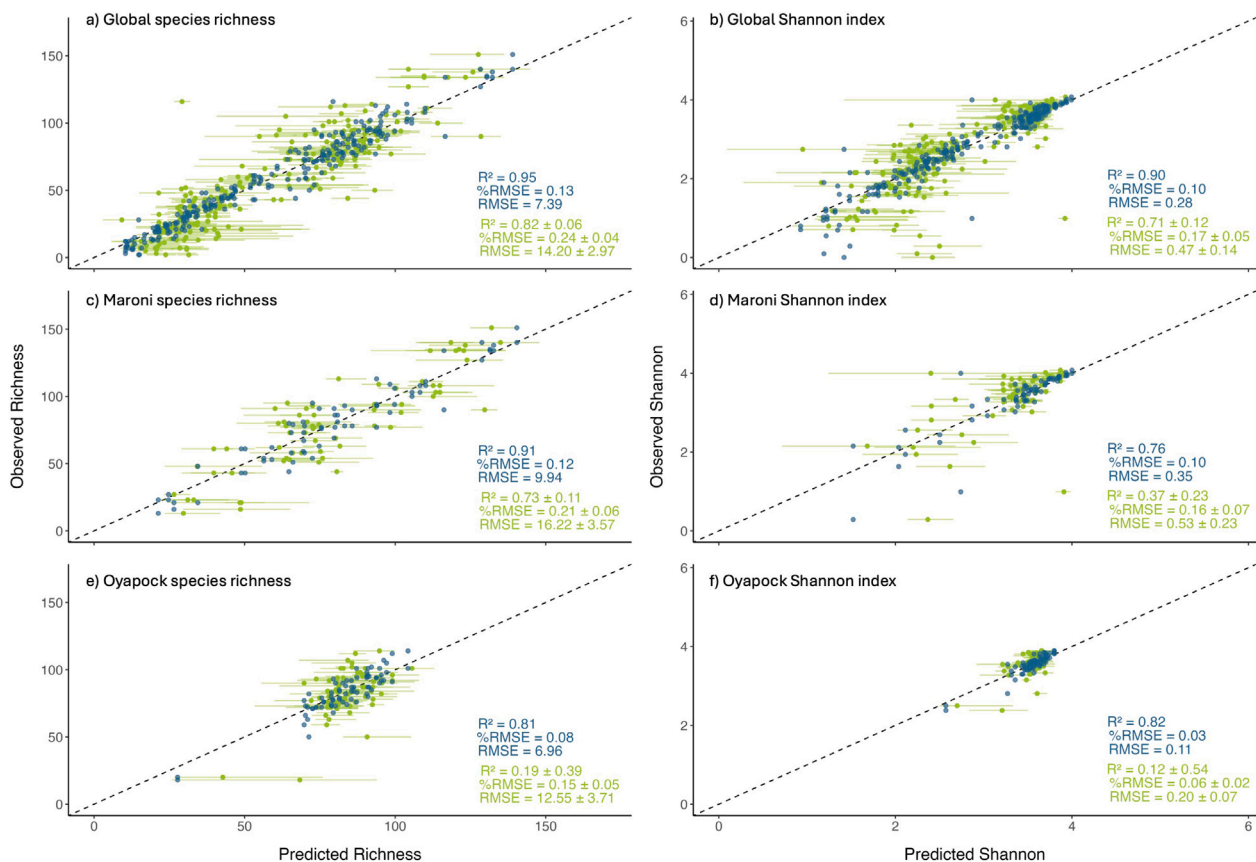 a) Global species richness
150
100
50
0
R² = 0.95
%RMSE = 0.13
RMSE = 7.39
R² = 0.82 ± 0.06
%RMSE = 0.24 ± 0.04
RMSE = 14.20 ± 2.97
b) Global Shannon index
6
4
2
0
R² = 0.90
%RMSE = 0.10
RMSE = 0.28
R² = 0.71 ± 0.12
%RMSE = 0.17 ± 0.05
RMSE = 0.47 ± 0.14
c) Maroni species richness
Observed Richness
150
100
50
0
R² = 0.91
%RMSE = 0.12
RMSE = 9.94
R² = 0.73 ± 0.11
%RMSE = 0.21 ± 0.06
RMSE = 16.22 ± 3.57
d) Maroni Shannon index
Observed Shannon
6
4
2
0
R² = 0.76
%RMSE = 0.10
RMSE = 0.35
R² = 0.37 ± 0.23
%RMSE = 0.16 ± 0.07
RMSE = 0.53 ± 0.23
e) Oyapock species richness
150
100
50
0
R² = 0.81
%RMSE = 0.08
RMSE = 6.96
R² = 0.19 ± 0.39
%RMSE = 0.15 ± 0.05
RMSE = 12.55 ± 3.71
0 50 100 150
Predicted Richness
f) Oyapock Shannon index
6
4
2
0
R² = 0.82
%RMSE = 0.03
RMSE = 0.11
R² = 0.12 ± 0.54
%RMSE = 0.06 ± 0.02
RMSE = 0.20 ± 0.07
0 2 4 6
Predicted Shannon